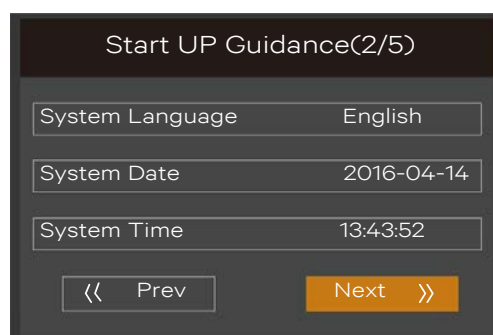 Start UP Guidance(2/5)
System Language English
System Date 2016-04-14
System Time 13:43:52
⟨⟨ Prev Next ⟩⟩